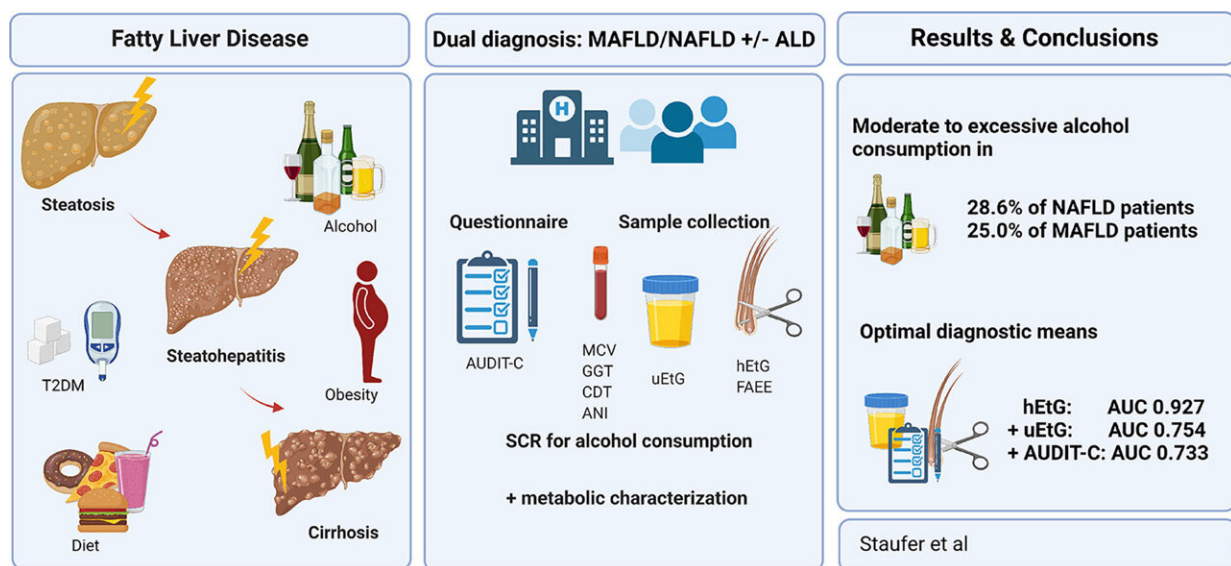 Fatty Liver Disease
Steatosis
Alcohol
Steatohepatitis
T2DM
Obesity
Diet
Cirrhosis
Dual diagnosis: MAFLD/NAFLD +/- ALD
H
Questionnaire
Sample collection
AUDIT-C
MCV
GGT
CDT
ANI
uEtG
hEtG
FAEE
SCR for alcohol consumption
+ metabolic characterization
Results & Conclusions
Moderate to excessive alcohol
consumption in
28.6% of NAFLD patients
25.0% of MAFLD patients
Optimal diagnostic means
hEtG: AUC 0.927
+ uEtG: AUC 0.754
+ AUDIT-C: AUC 0.733
Staufer et al